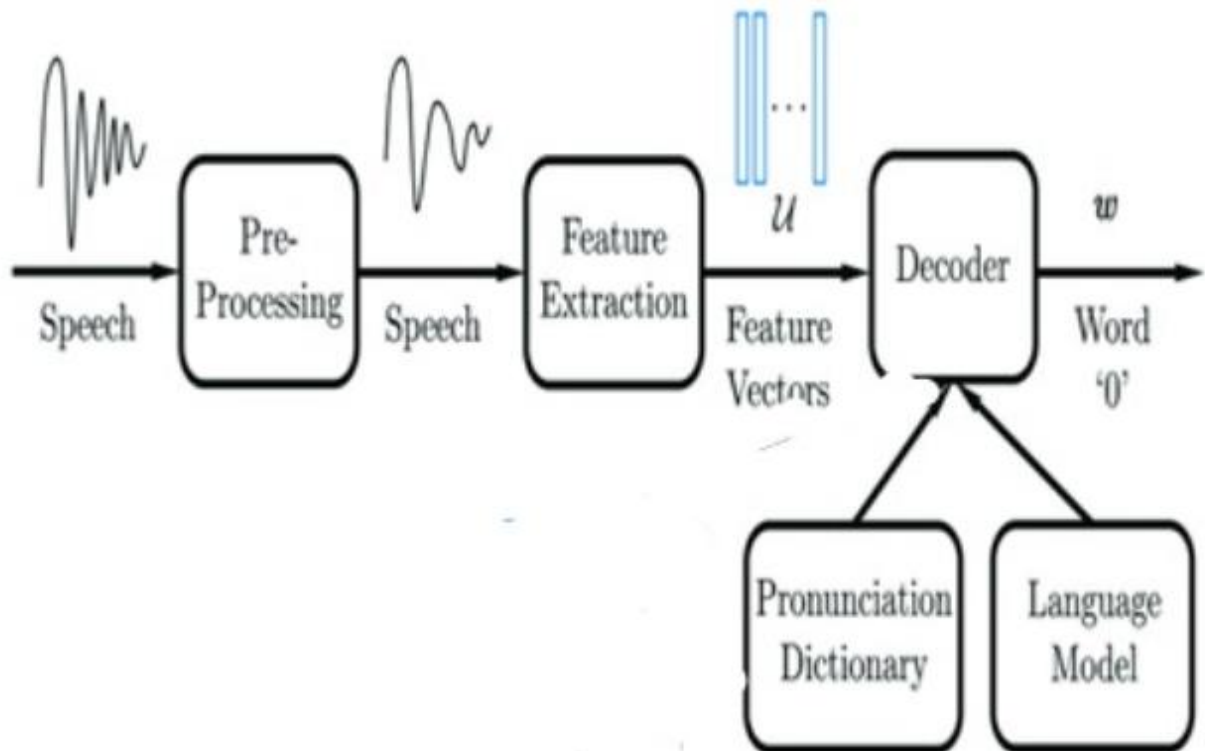 Speech
Pre-
Processing
Speech
Feature
Extraction
𝒰
Feature
Vectors
Decoder
w
Word
‘0’
Pronunciation
Dictionary
Language
Model